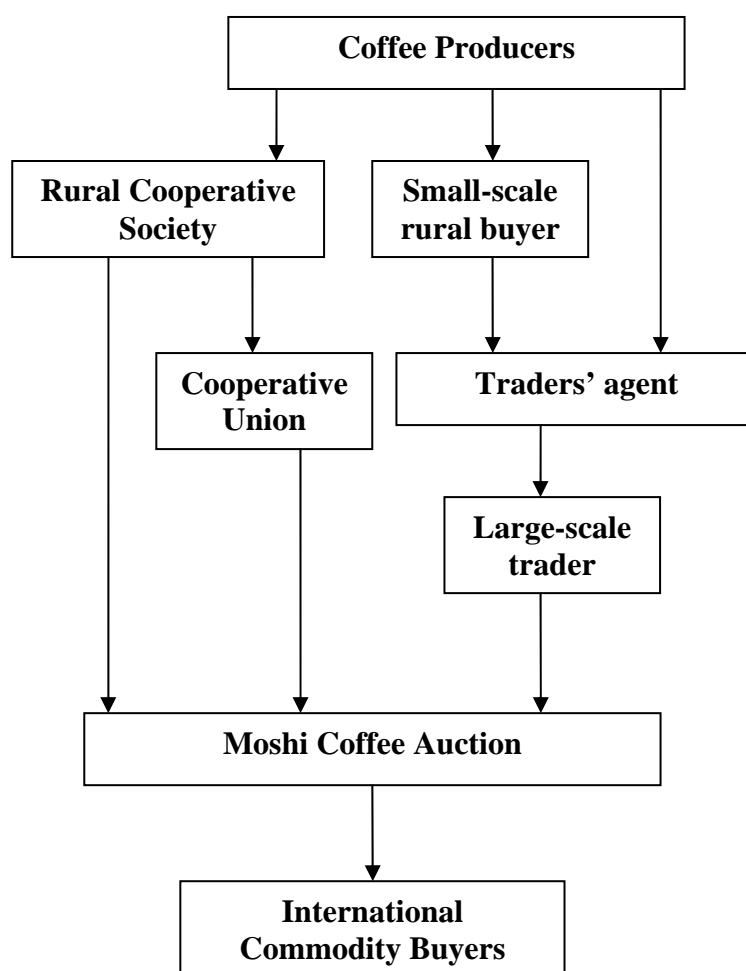 Coffee Producers
Rural Cooperative
Society
Small-scale
rural buyer
Cooperative
Union
Traders’ agent
Large-scale
trader
Moshi Coffee Auction
International
Commodity Buyers